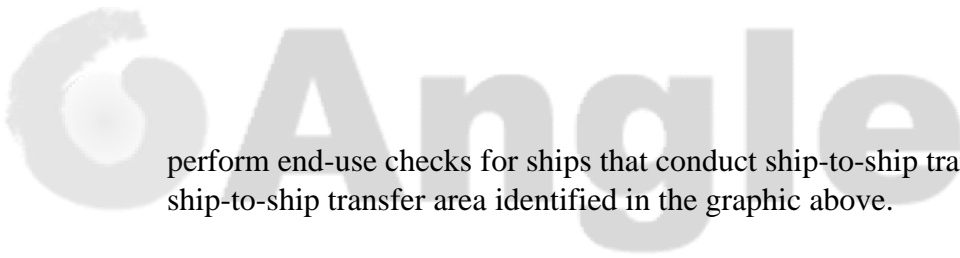 Angle
perform end-use checks for ships that conduct ship-to-ship tra
ship-to-ship transfer area identified in the graphic above.